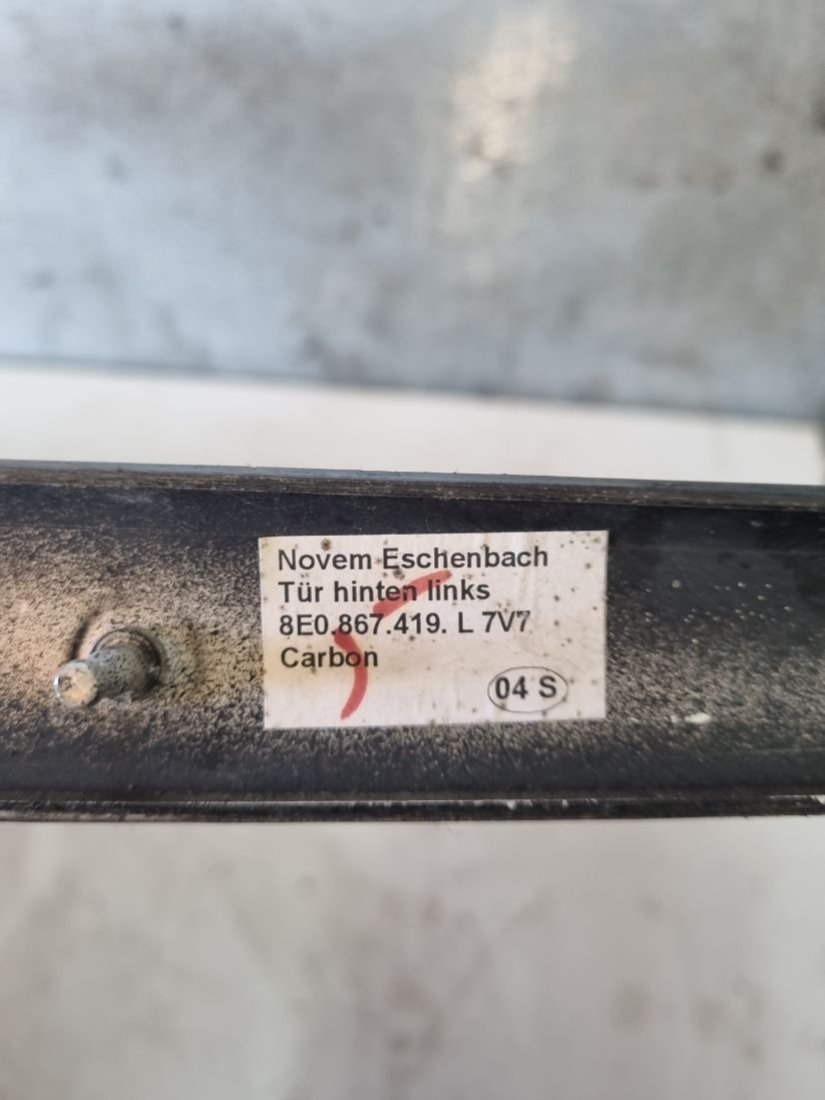 Novem Eschenbach
Tür hinten links
8E0.867.419. L 7V7
Carbon
04 S